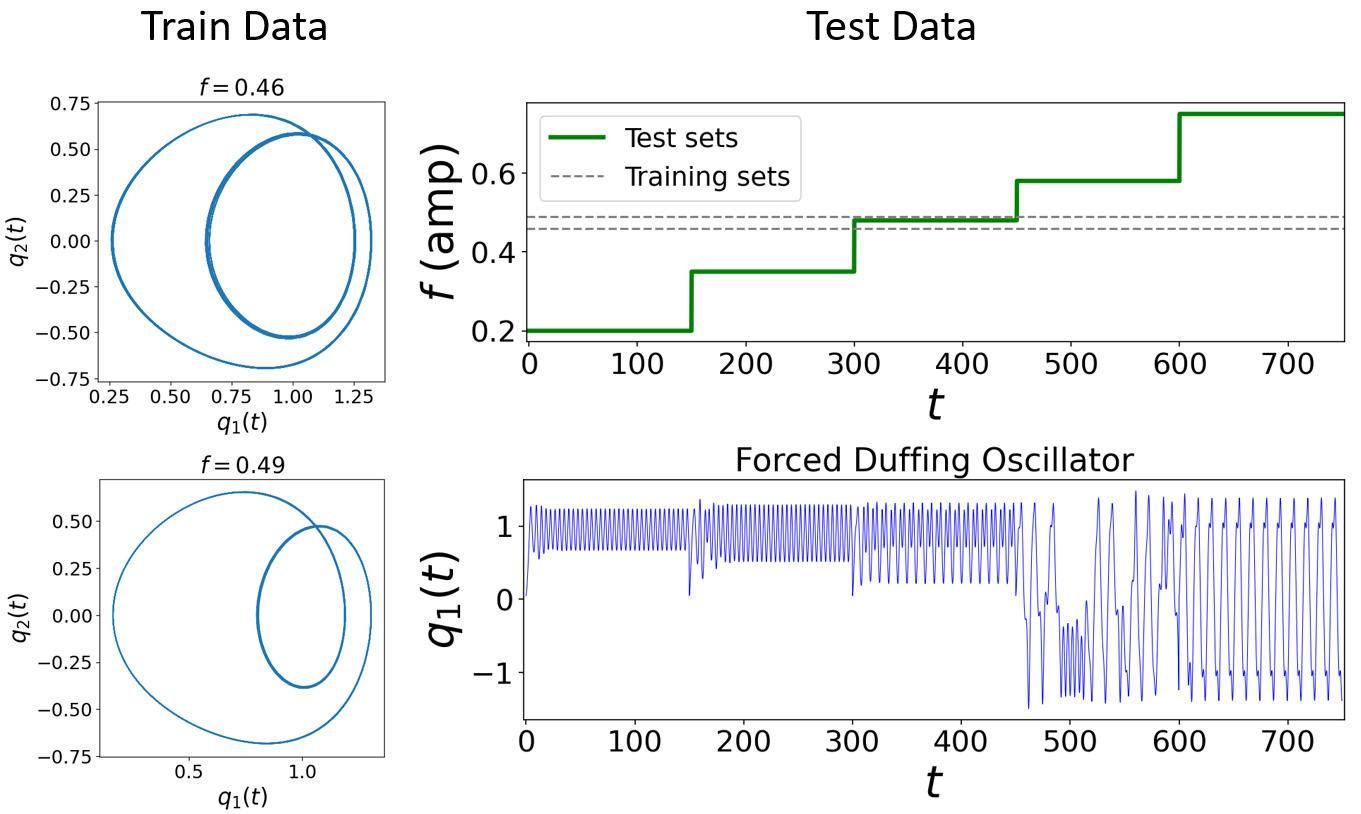 Train Data
Test Data
f = 0.46
0.75
0.50
0.25
0.00
−0.25
−0.50
−0.75
q2(t)
0.25 0.50 0.75 1.00 1.25
q1(t)
f = 0.49
0.50
0.25
0.00
−0.25
−0.50
−0.75
q2(t)
0.5 1.0
q1(t)
Test sets
Training sets
0.6
0.4
0.2
f (amp)
0 100 200 300 400 500 600 700
t
Forced Duffing Oscillator
1
0
−1
q1(t)
0 100 200 300 400 500 600 700
t